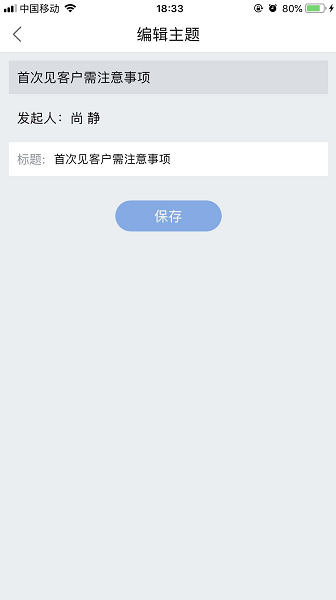 中国移动 18:33 80%
编辑主题
首次见客户需注意事项
发起人：尚 静
标题: 首次见客户需注意事项
保存